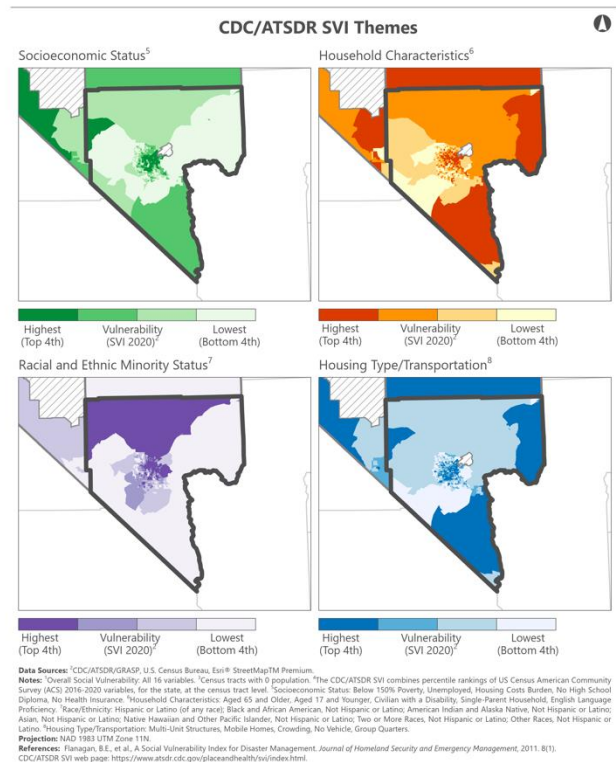 CDC/ATSDR SVI Themes
Socioeconomic Status⁵
Household Characteristics⁶
Highest
(Top 4th)
Vulnerability
(SVI 2020)²
Lowest
(Bottom 4th)
Highest
(Top 4th)
Vulnerability
(SVI 2020)²
Lowest
(Bottom 4th)
Racial and Ethnic Minority Status⁷
Housing Type/Transportation⁸
Highest
(Top 4th)
Vulnerability
(SVI 2020)²
Lowest
(Bottom 4th)
Highest
(Top 4th)
Vulnerability
(SVI 2020)²
Lowest
(Bottom 4th)
Data Sources: ²CDC/ATSDR/GRASP, U.S. Census Bureau, Esri® StreetMapTM Premium.
Notes: ¹Overall Social Vulnerability: All 16 variables. ³Census tracts with 0 population. ⁴The CDC/ATSDR SVI combines percentile rankings of US Census American Community
Survey (ACS) 2016-2020 variables, for the state, at the census tract level. ⁵Socioeconomic Status: Below 150% Poverty, Unemployed, Housing Costs Burden, No High School
Diploma, No Health Insurance. ⁶Household Characteristics: Aged 65 and Older, Aged 17 and Younger, Civilian with a Disability, Single-Parent Household, English Language
Proficiency. ⁷Race/Ethnicity: Hispanic or Latino (of any race); Black and African American, Not Hispanic or Latino; American Indian and Alaska Native, Not Hispanic or Latino;
Asian, Not Hispanic or Latino; Native Hawaiian and Other Pacific Islander, Not Hispanic or Latino; Two or More Races, Not Hispanic or Latino; Other Races, Not Hispanic or
Latino. ⁸Housing Type/Transportation: Multi-Unit Structures, Mobile Homes, Crowding, No Vehicle, Group Quarters.
Projection: NAD 1983 UTM Zone 11N.
References: Flanagan, B.E., et al., A Social Vulnerability Index for Disaster Management. Journal of Homeland Security and Emergency Management, 2011. 8(1).
CDC/ATSDR SVI web page: https://www.atsdr.cdc.gov/placeandhealth/svi/index.html.